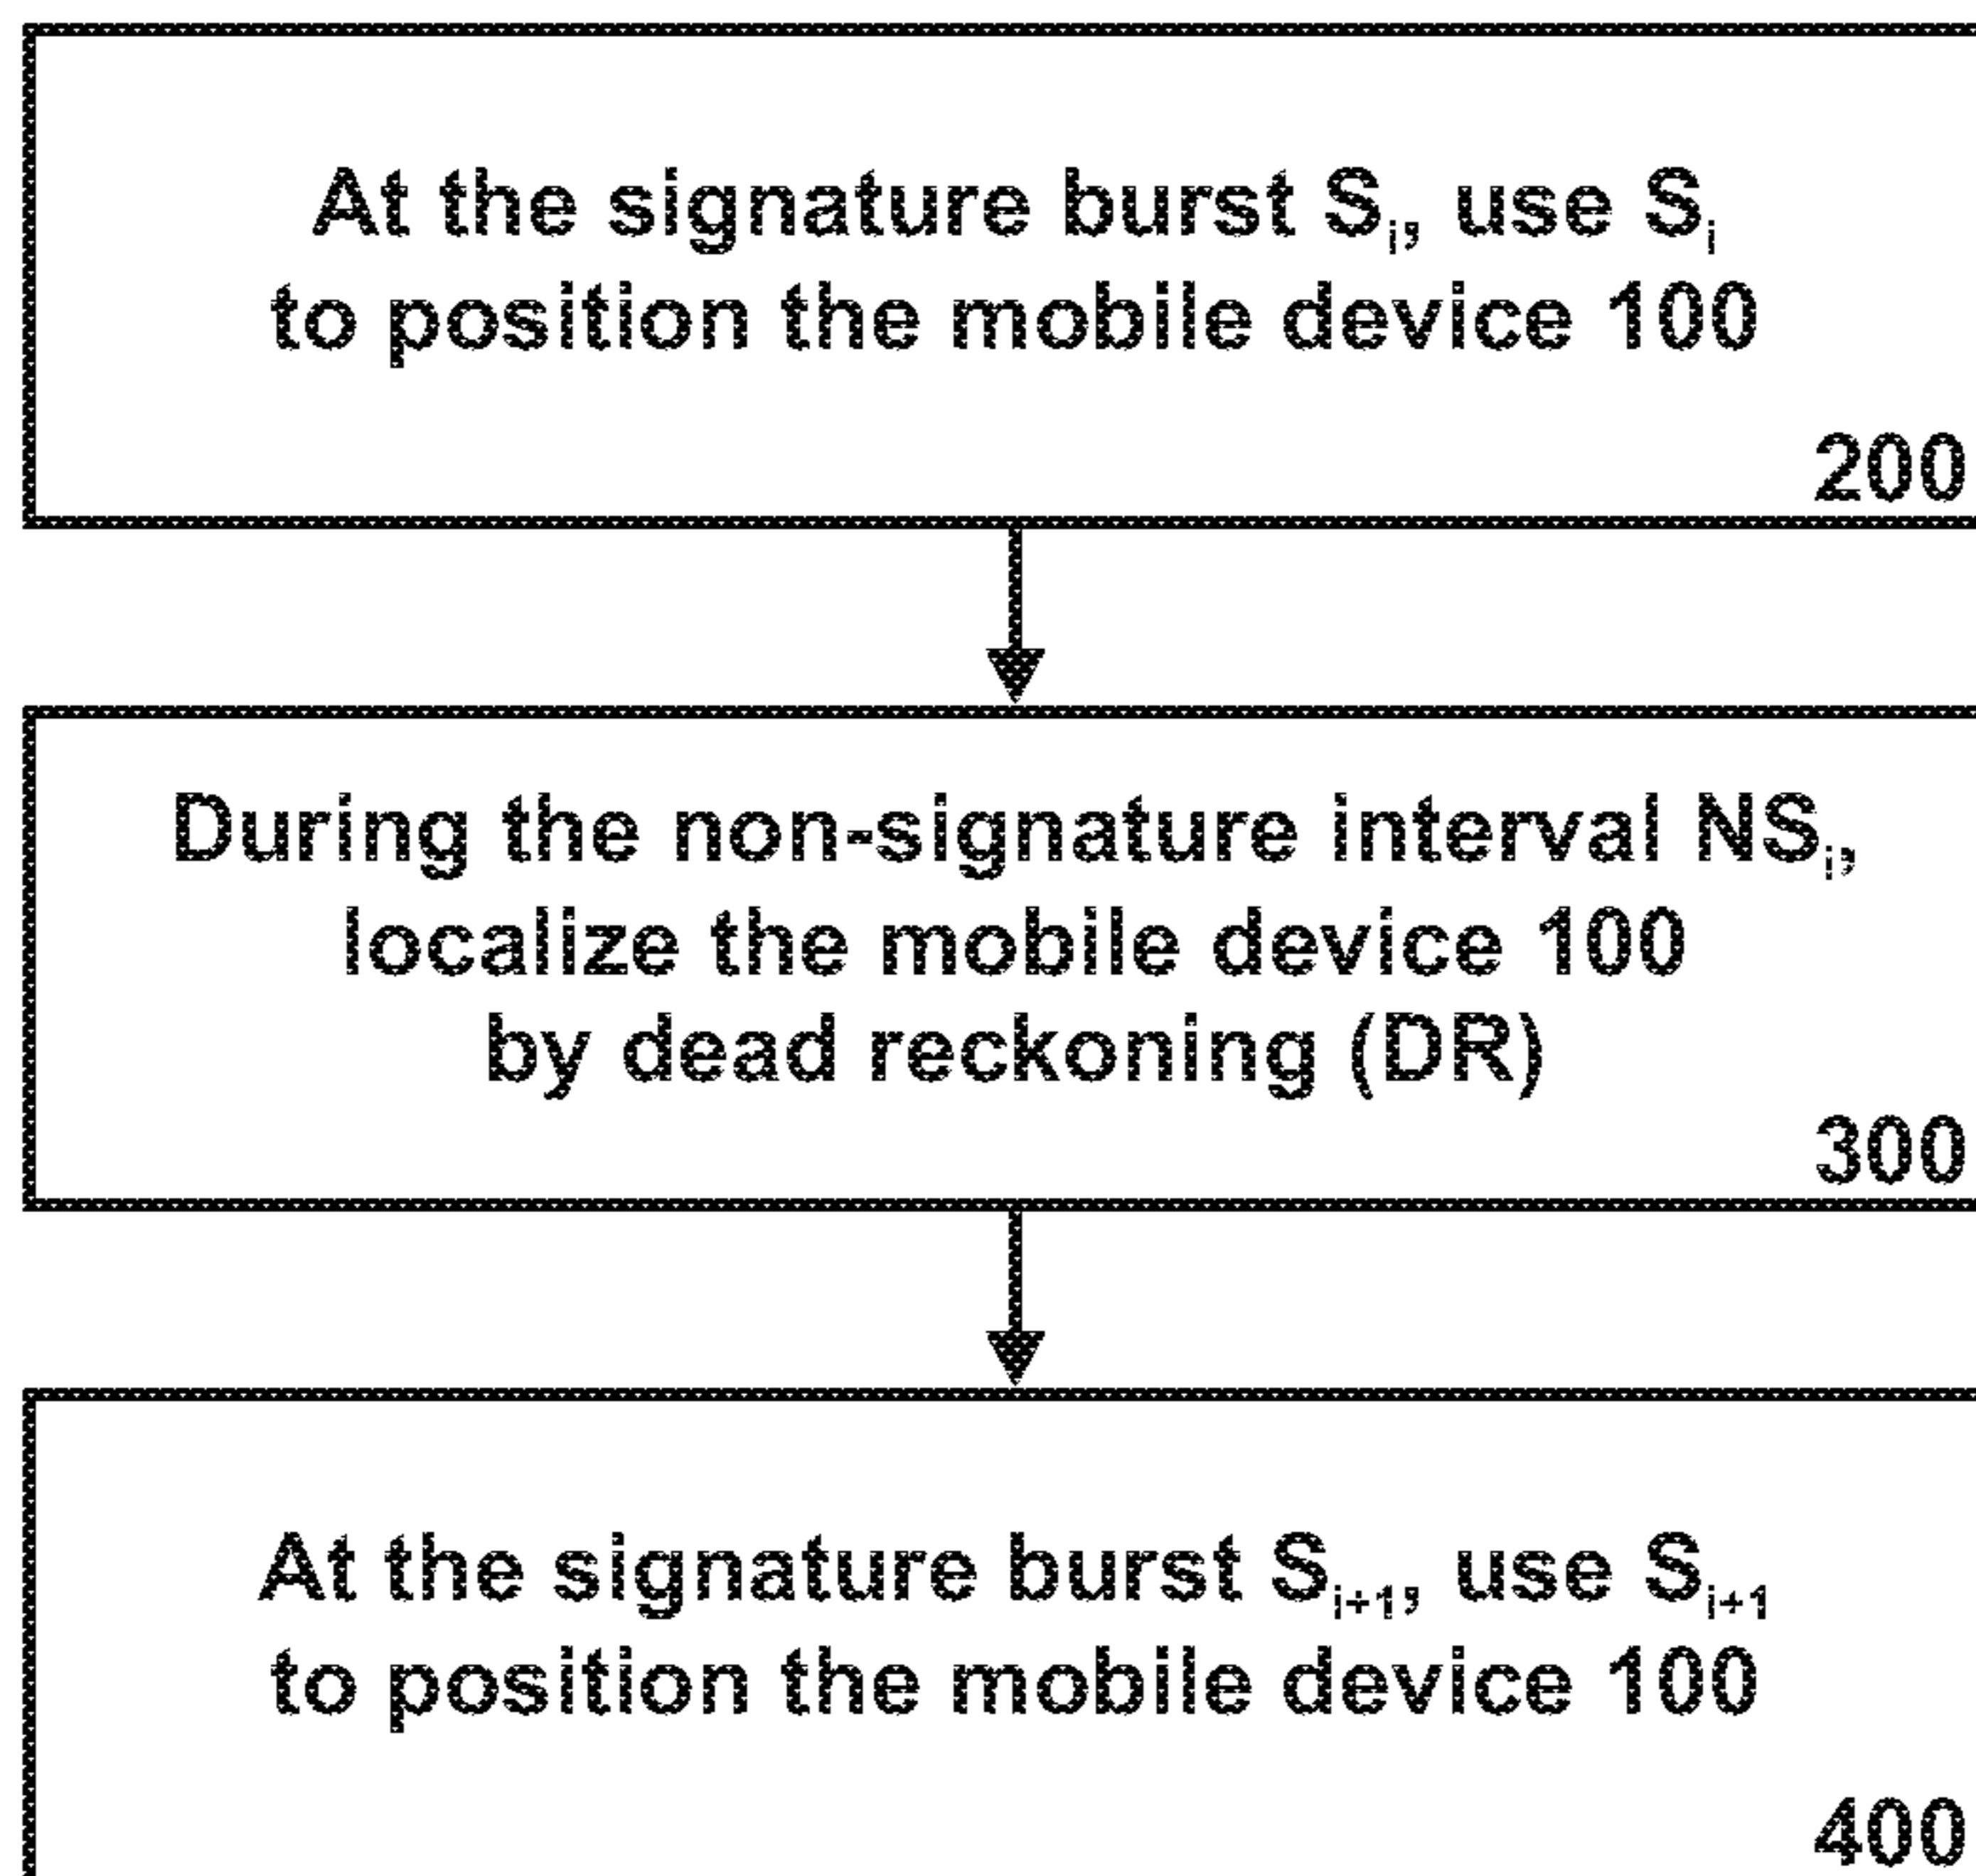 At the signature burst Sᵢ, use Sᵢ
to position the mobile device 100
200
During the non-signature interval NSᵢ,
localize the mobile device 100
by dead reckoning (DR)
300
At the signature burst Sᵢ₊₁, use Sᵢ₊₁
to position the mobile device 100
400